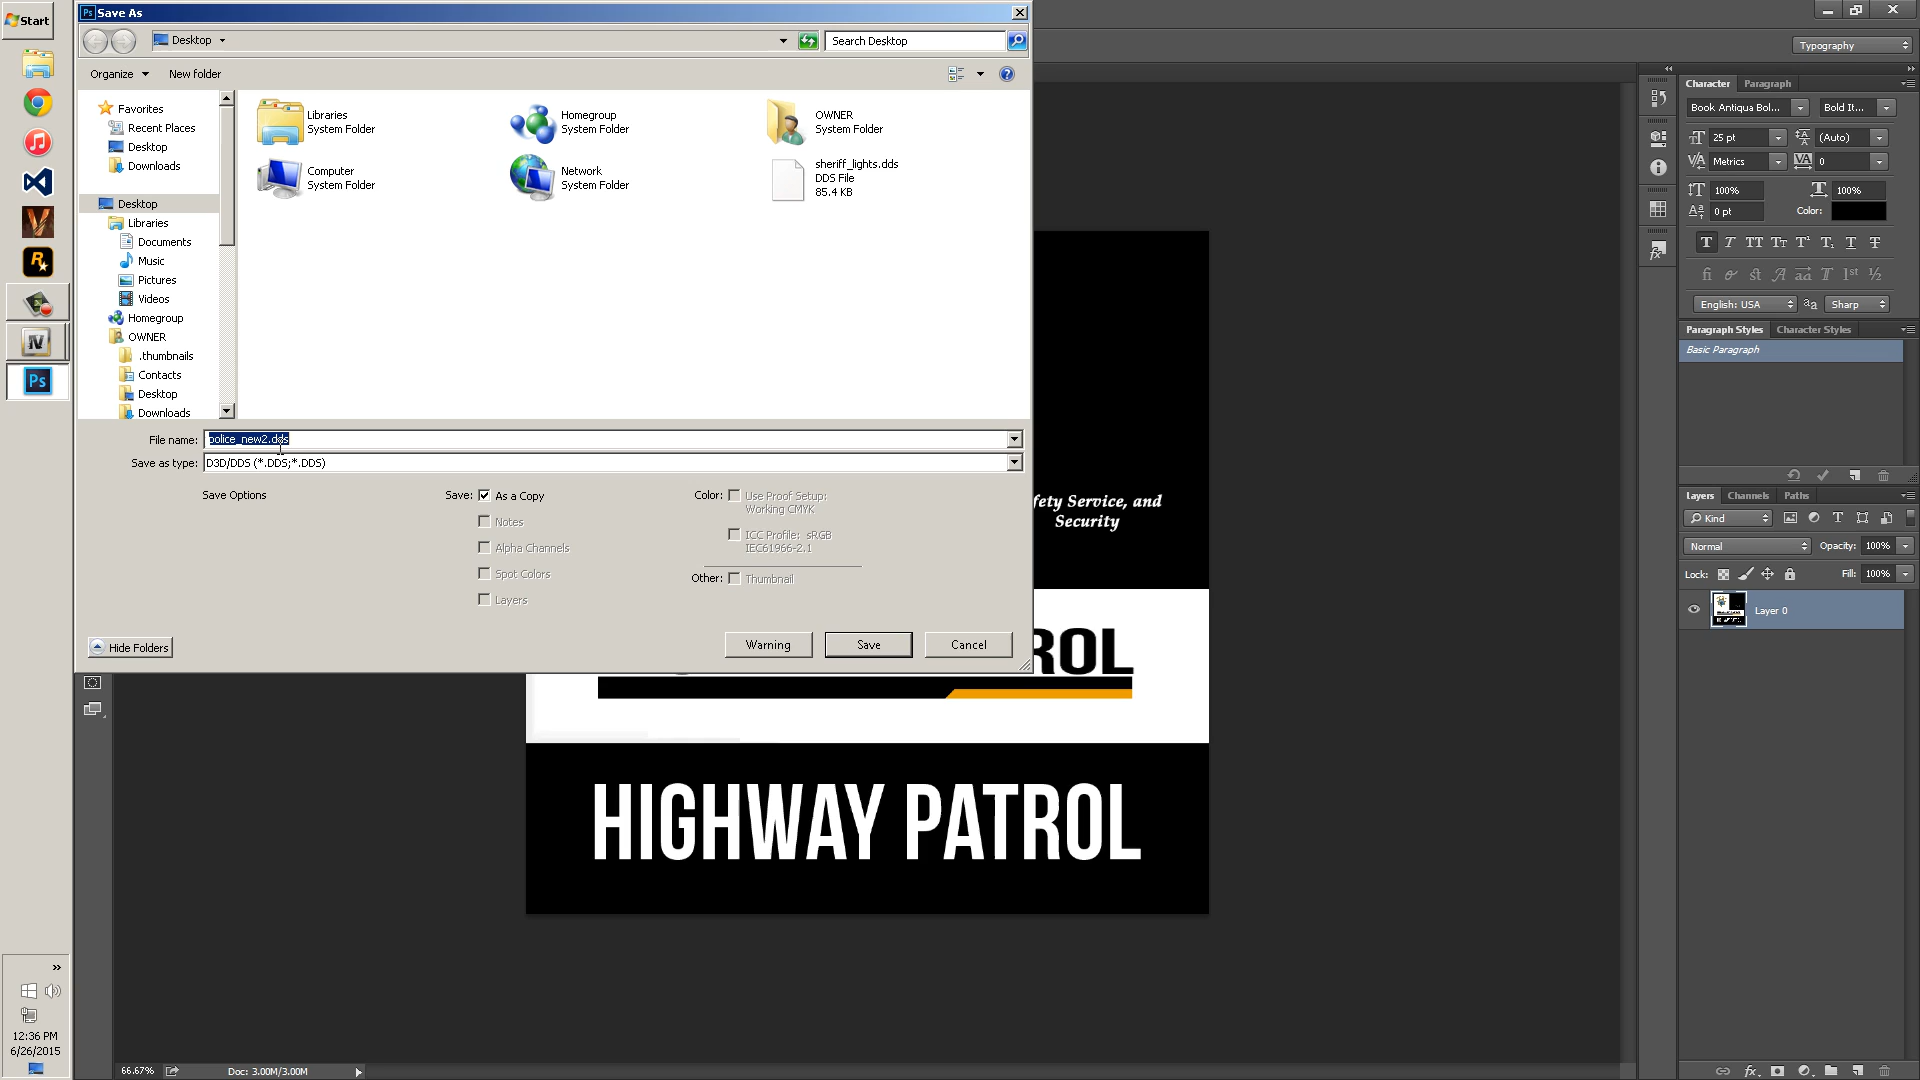 Start
Ps Save As
Desktop
Search Desktop
Organize
New folder
Favorites
Recent Places
Desktop
Downloads
Desktop
Libraries
Documents
Music
Pictures
Videos
Homegroup
OWNER
.thumbnails
Contacts
Desktop
Downloads
Libraries
System Folder
Homegroup
System Folder
OWNER
System Folder
Computer
System Folder
Network
System Folder
sheriff_lights.dds
DDS File
85.4 KB
File name: police_new2.dds
Save as type: D3D/DDS (*.DDS;*.DDS)
Save Options
Save: As a Copy
Notes
Alpha Channels
Spot Colors
Layers
Color: Use Proof Setup:
Working CMYK
ICC Profile: sRGB
IEC61966-2.1
Other: Thumbnail
Hide Folders
Warning
Save
Cancel
fety Service, and
Security
ROL
HIGHWAY PATROL
66.67%
Doc: 3.00M/3.00M
Typography
Character
Paragraph
Book Antiqua Bol...
Bold It...
25 pt
(Auto)
Metrics
0
100%
100%
0 pt
Color:
English: USA
Sharp
Paragraph Styles
Character Styles
Basic Paragraph
Layers
Channels
Paths
Kind
Normal
Opacity: 100%
Lock:
Fill: 100%
Layer 0
IV
Ps
12:36 PM
6/26/2015